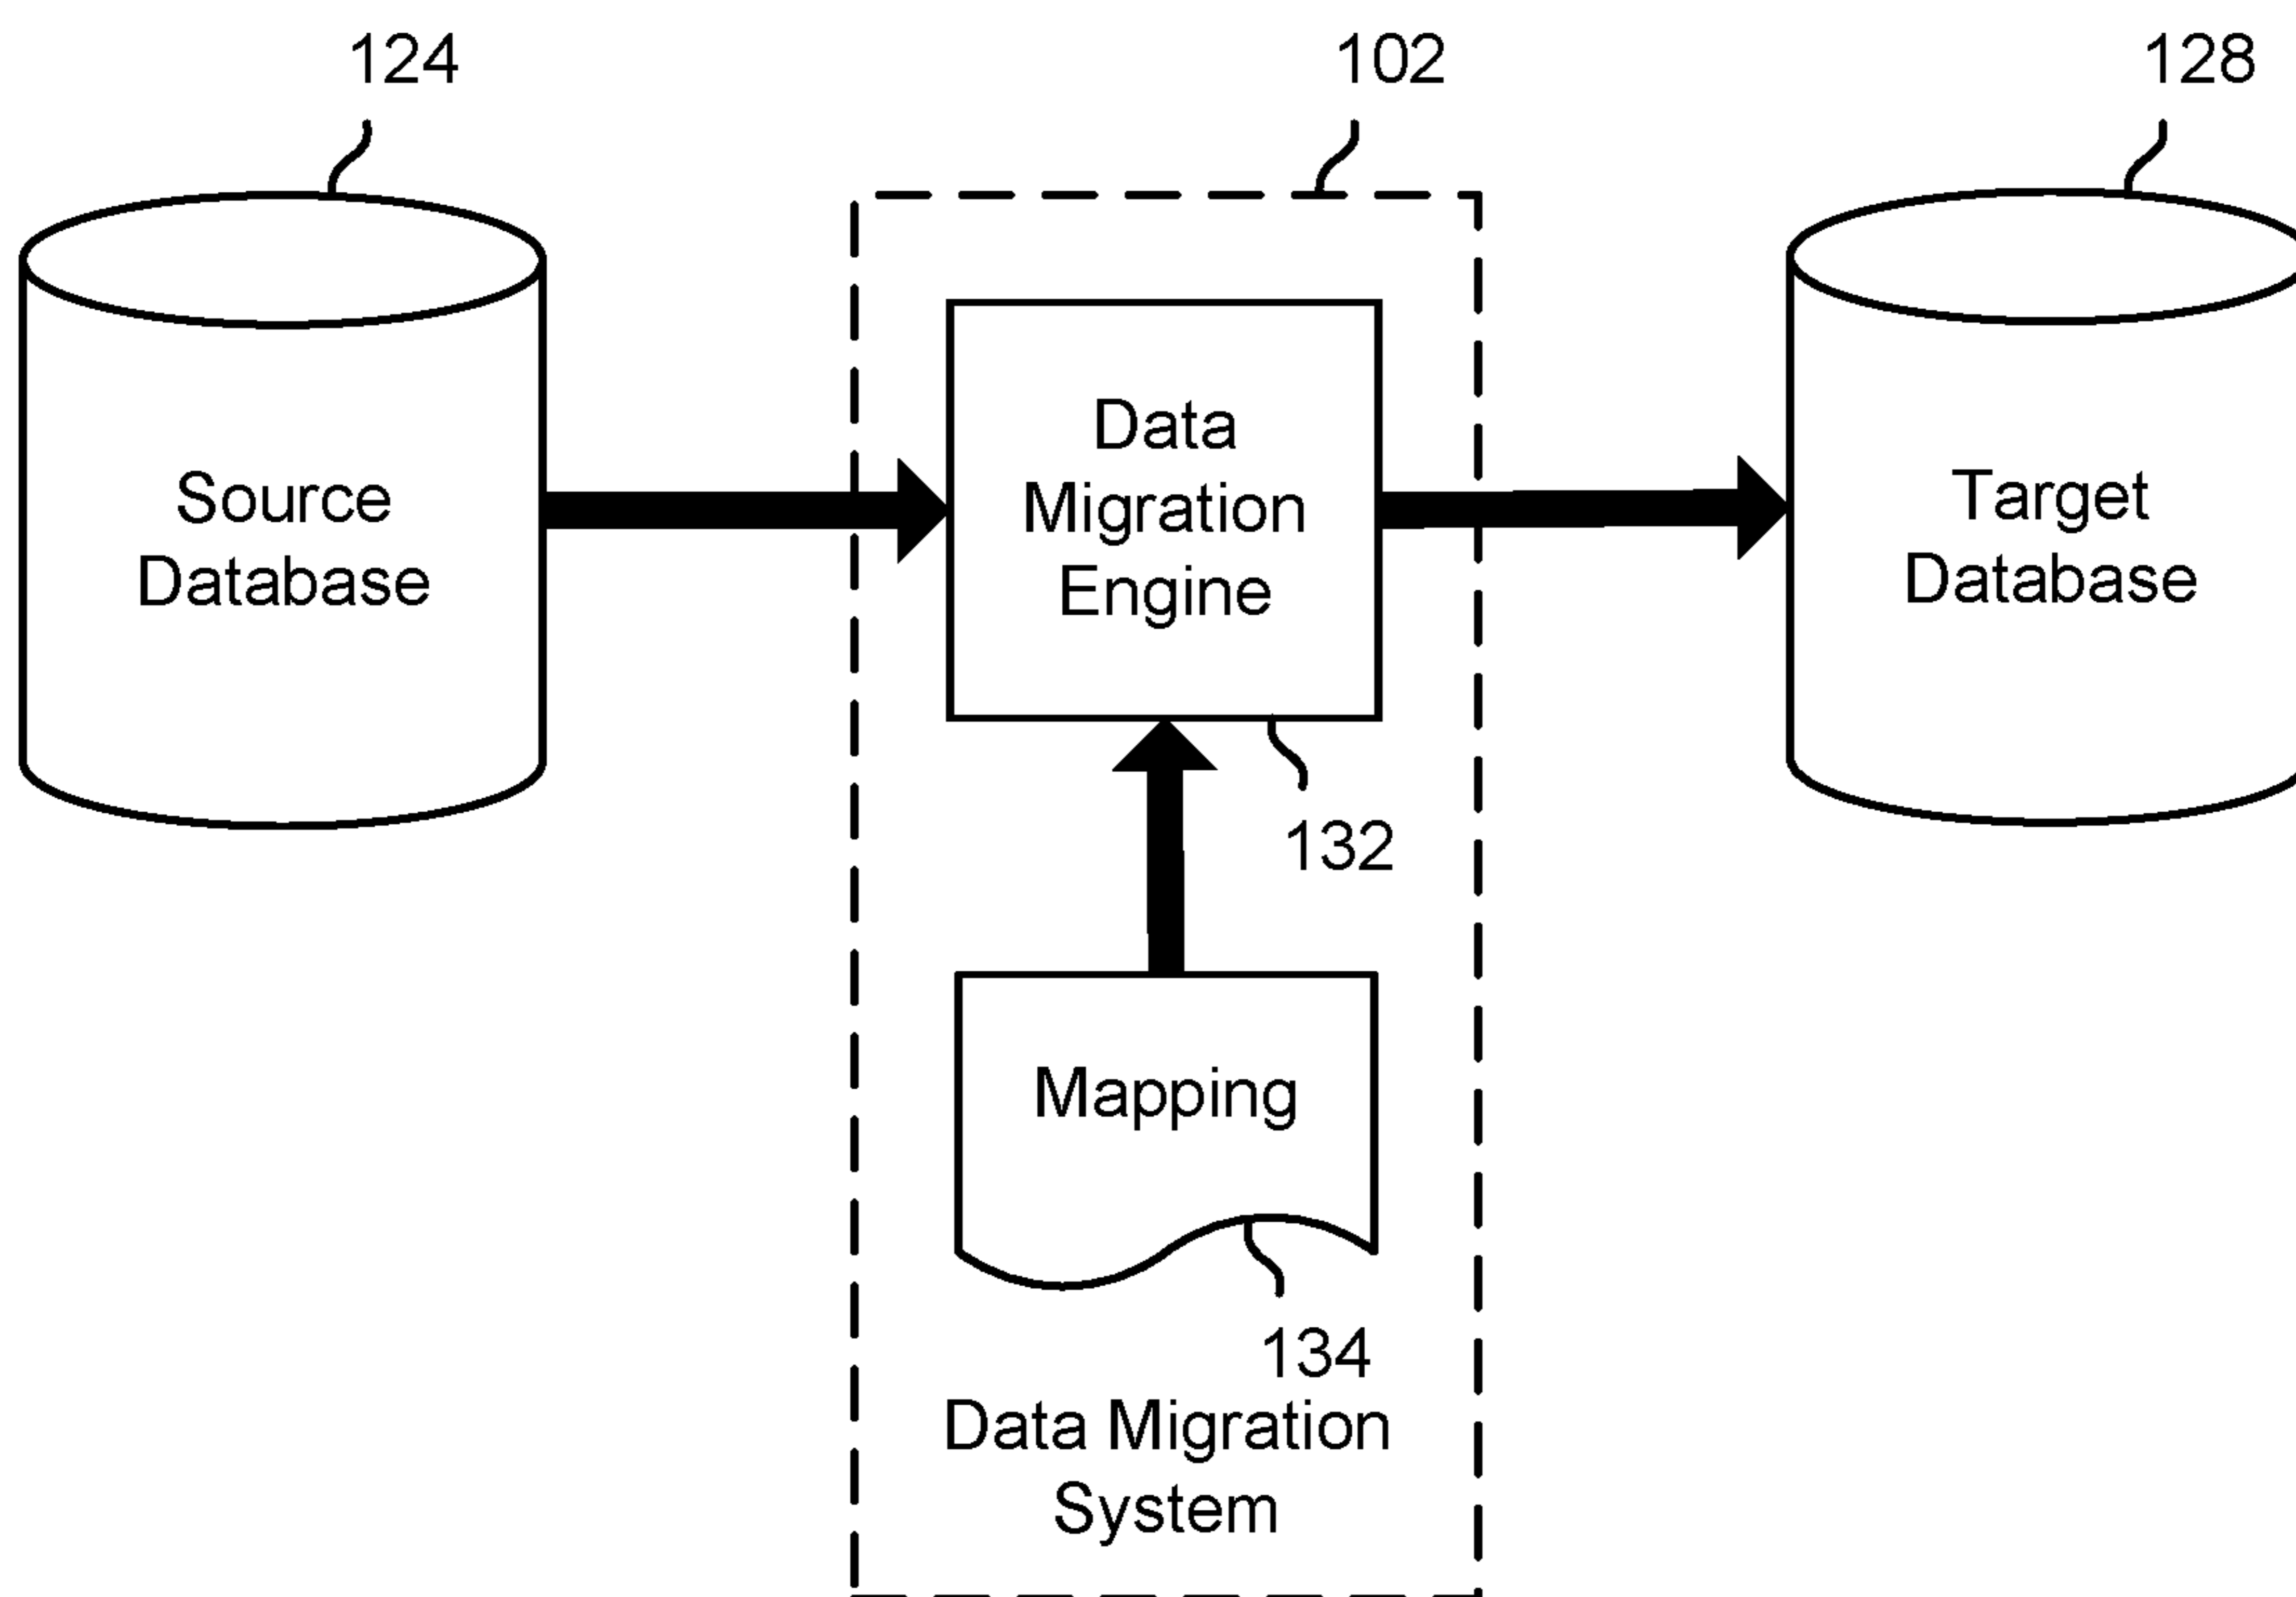 124
102
128
Source
Database
Data
Migration
Engine
Target
Database
132
Mapping
134
Data Migration
System